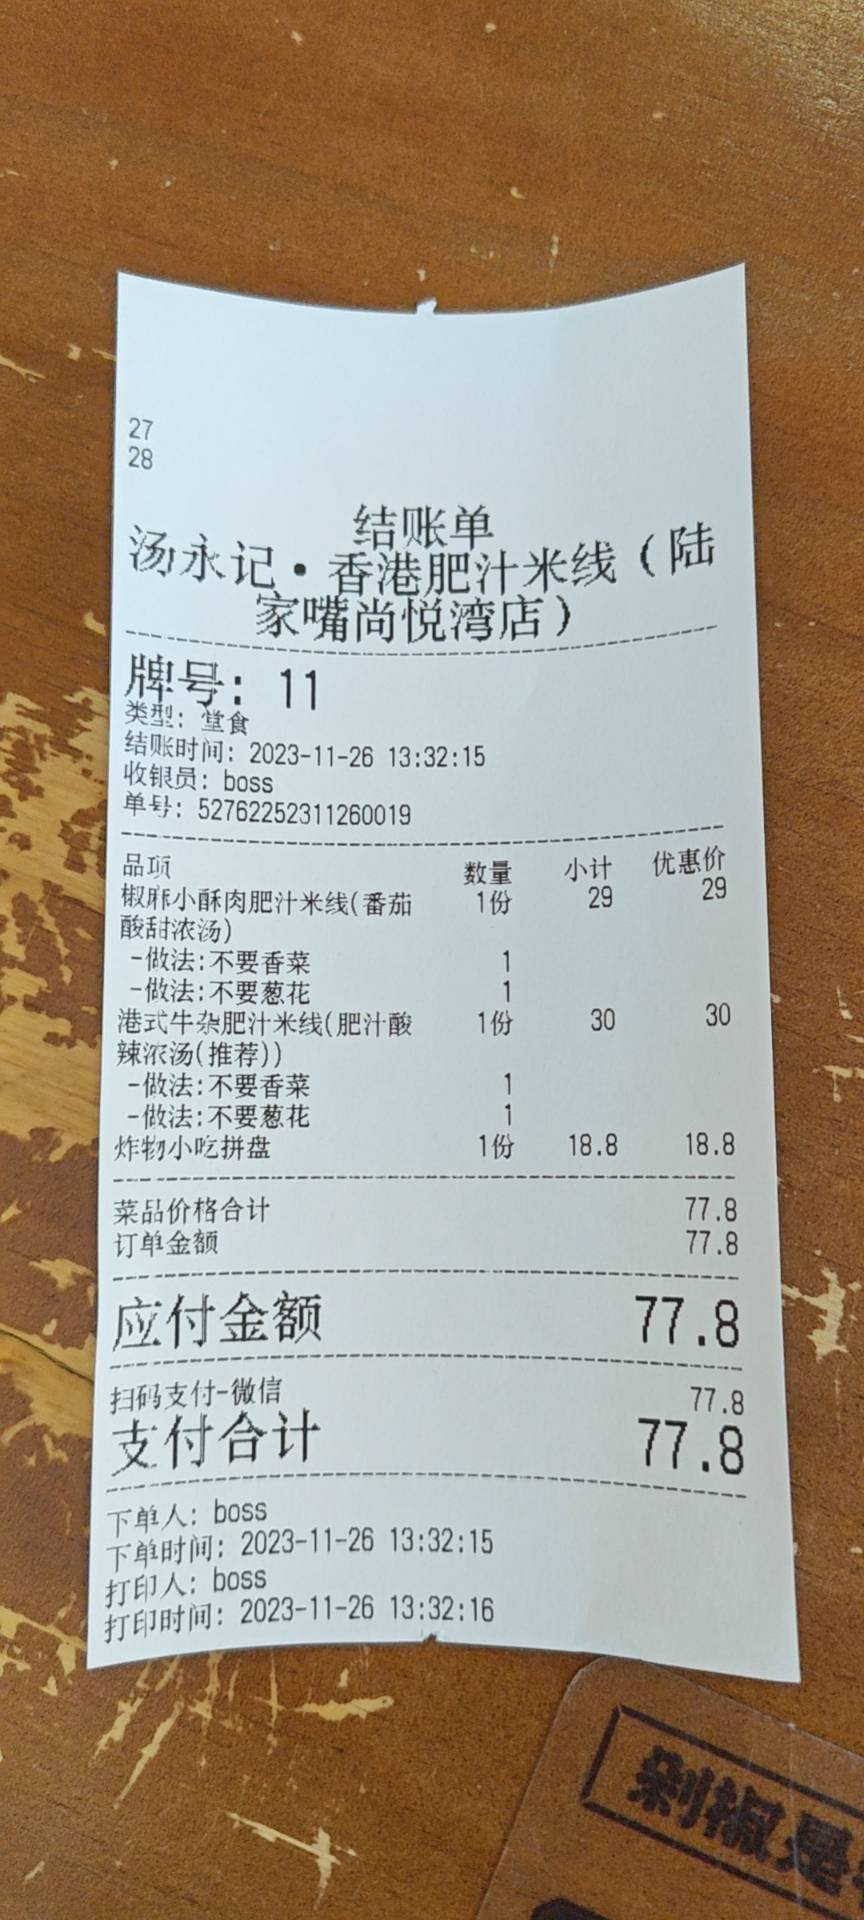 27
28
结账单
汤永记·香港肥汁米线(陆
家嘴尚悦湾店)
牌号: 11
类型: 堂食
结账时间: 2023-11-26 13:32:15
收银员: boss
单号: 52762252311260019
品项 数量 小计 优惠价
椒麻小酥肉肥汁米线(番茄 1份 29 29
酸甜浓汤)
-做法:不要香菜 1
-做法:不要葱花 1
港式牛杂肥汁米线(肥汁酸 1份 30 30
辣浓汤(推荐))
-做法:不要香菜 1
-做法:不要葱花 1
炸物小吃拼盘 1份 18.8 18.8
菜品价格合计 77.8
订单金额 77.8
应付金额 77.8
扫码支付-微信 77.8
支付合计 77.8
下单人: boss
下单时间: 2023-11-26 13:32:15
打印人: boss
打印时间: 2023-11-26 13:32:16
剁椒是